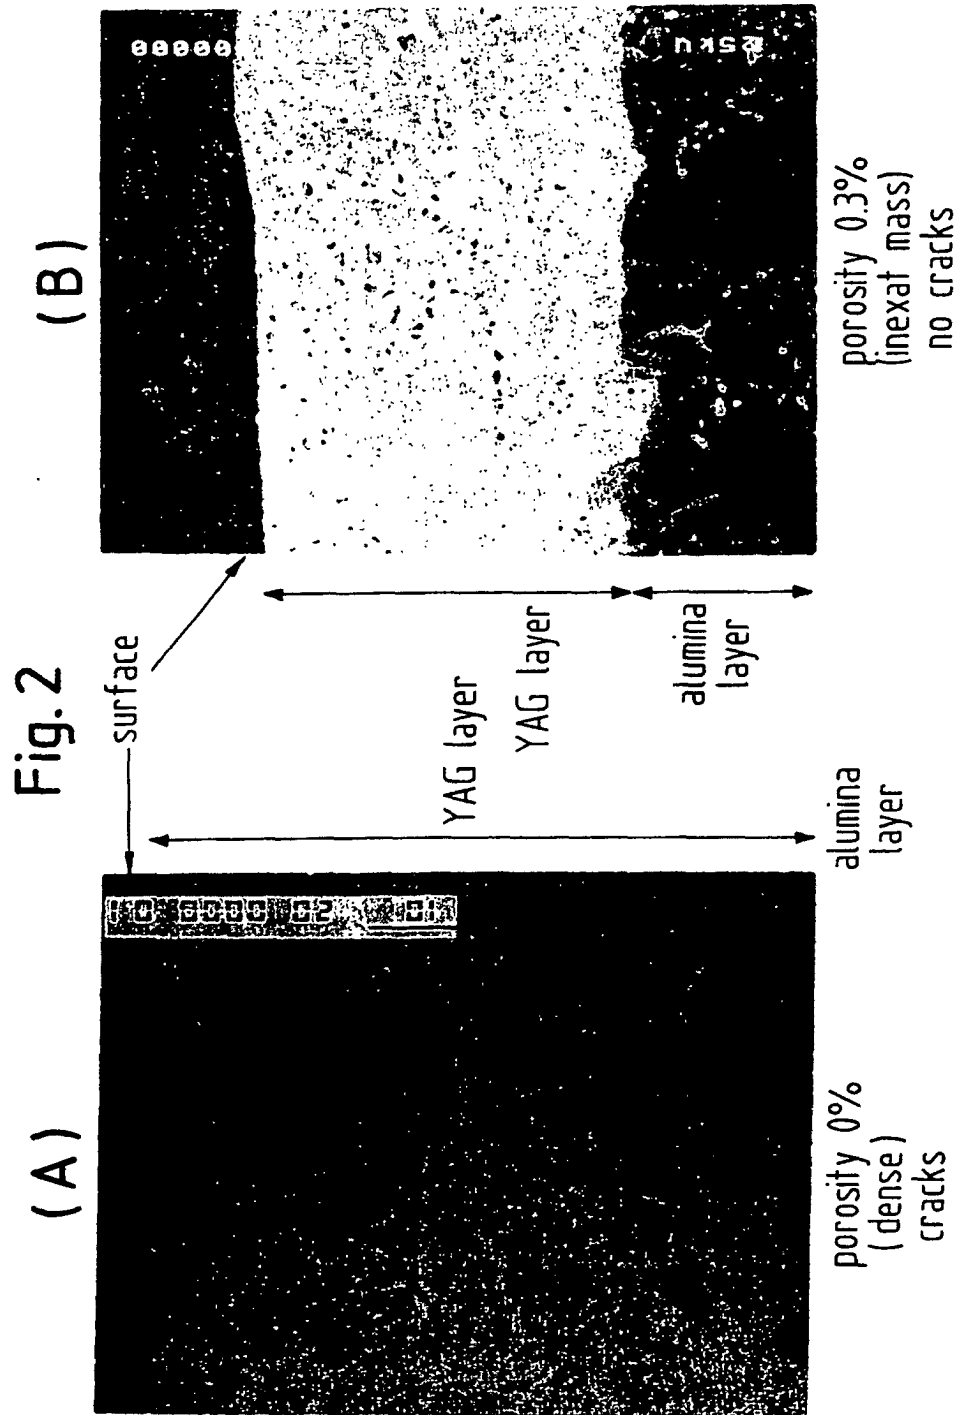 Fig. 2
(A)
(B)
surface
YAG layer
YAG layer
alumina
layer
alumina
layer
porosity 0%
(dense)
cracks
porosity 0.3%
(inexat mass)
no cracks
25kU